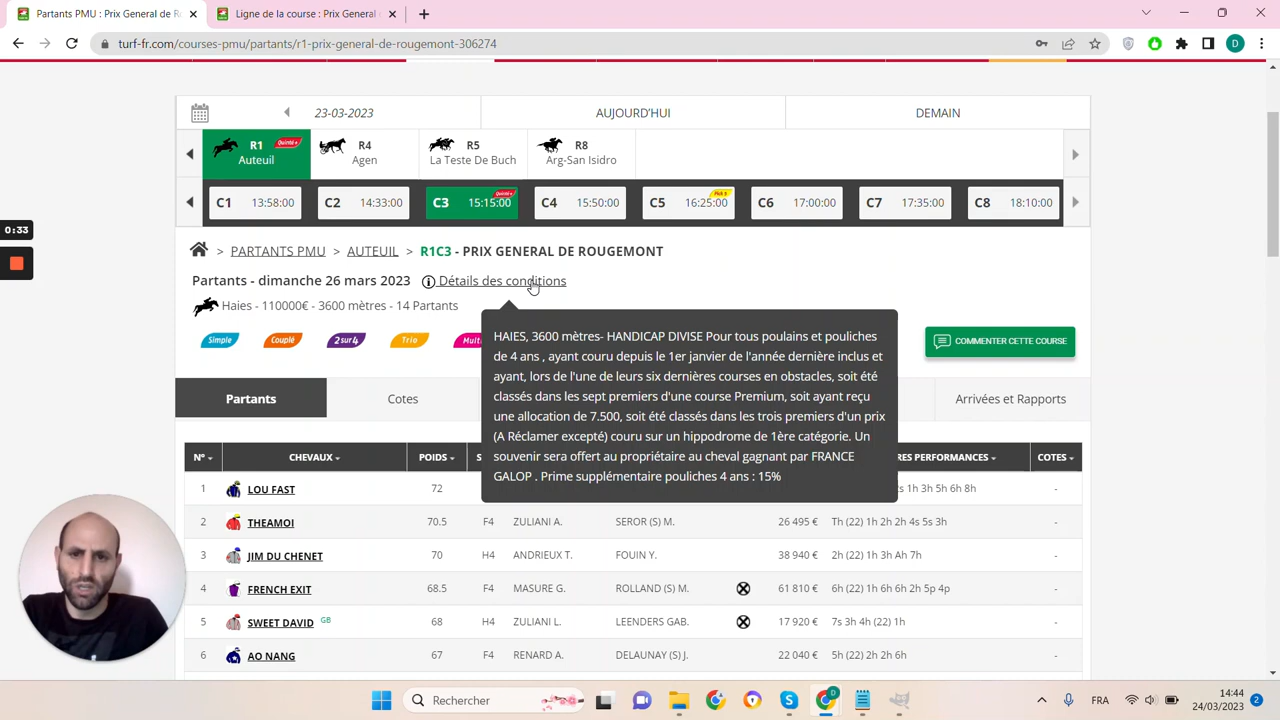 Partants PMU : Prix General de Ro
Ligne de la course : Prix General
turf-fr.com/courses-pmu/partants/r1-prix-general-de-rougemont-306274
D
23-03-2023
AUJOURD'HUI
DEMAIN
R1
Quinté+
Auteuil
R4
Agen
R5
La Teste De Buch
R8
Arg-San Isidro
C1 13:58:00
C2 14:33:00
C3 15:15:00 Quinté+
C4 15:50:00
C5 16:25:00 Pick 5
C6 17:00:00
C7 17:35:00
C8 18:10:00
0:33
> PARTANTS PMU > AUTEUIL > R1C3 - PRIX GENERAL DE ROUGEMONT
Partants - dimanche 26 mars 2023 Détails des conditions
Haies - 110000€ - 3600 mètres - 14 Partants
Simple
Couplé
2sur4
Trio
Mult
HAIES, 3600 mètres- HANDICAP DIVISE Pour tous poulains et pouliches
de 4 ans , ayant couru depuis le 1er janvier de l'année dernière inclus et
ayant, lors de l'une de leurs six dernières courses en obstacles, soit été
classés dans les sept premiers d'une course Premium, soit ayant reçu
une allocation de 7.500, soit été classés dans les trois premiers d'un prix
(A Réclamer excepté) couru sur un hippodrome de 1ère catégorie. Un
souvenir sera offert au propriétaire au cheval gagnant par FRANCE
GALOP . Prime supplémentaire pouliches 4 ans : 15%
COMMENTER CETTE COURSE
Partants
Cotes
Arrivées et Rapports
N° CHEVAUX POIDS S RES PERFORMANCES COTES
1 LOU FAST 72 2s 1h 3h 5h 6h 8h -
2 THEAMOI 70.5 F4 ZULIANI A. SEROR (S) M. 26 495 € Th (22) 1h 2h 2h 4s 5s 3h -
3 JIM DU CHENET 70 H4 ANDRIEUX T. FOUIN Y. 38 940 € 2h (22) 1h 3h Ah 7h -
4 FRENCH EXIT 68.5 F4 MASURE G. ROLLAND (S) M. 61 810 € 6h (22) 1h 6h 6h 2h 5p 4p -
5 SWEET DAVID GB 68 H4 ZULIANI L. LEENDERS GAB. 17 920 € 7s 3h 4h (22) 1h -
6 AO NANG 67 F4 RENARD A. DELAUNAY (S) J. 22 040 € 5h (22) 2h 2h 6h -
Rechercher
FRA
14:44
24/03/2023
2